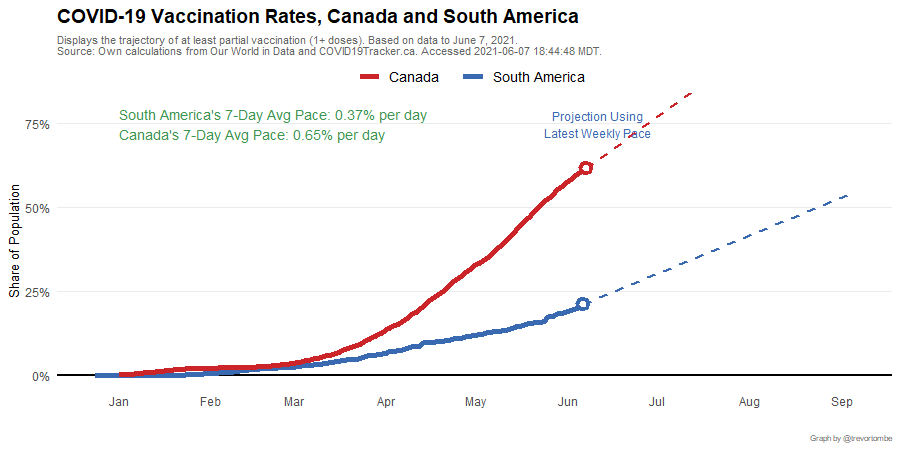 COVID-19 Vaccination Rates, Canada and South America
Displays the trajectory of at least partial vaccination (1+ doses). Based on data to June 7, 2021.
Source: Own calculations from Our World in Data and COVID19Tracker.ca. Accessed 2021-06-07 18:44:48 MDT.
Canada South America
South America's 7-Day Avg Pace: 0.37% per day
Canada's 7-Day Avg Pace: 0.65% per day
Projection Using
Latest Weekly Pace
Share of Population
75%
50%
25%
0%
Jan Feb Mar Apr May Jun Jul Aug Sep
Graph by @trevortombe